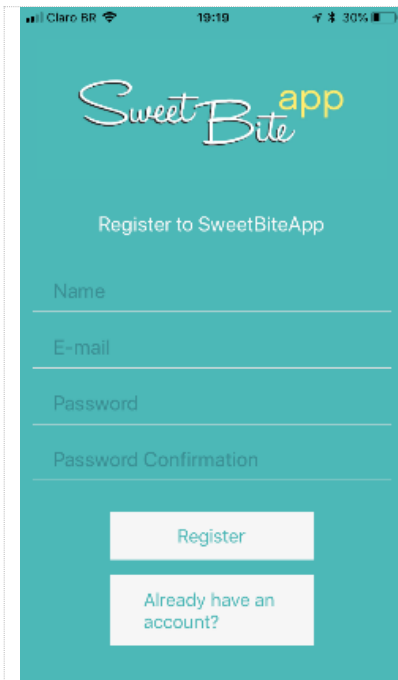 Claro BR 19:19 30%
Sweet Bite app
Register to SweetBiteApp
Name
E-mail
Password
Password Confirmation
Register
Already have an
account?